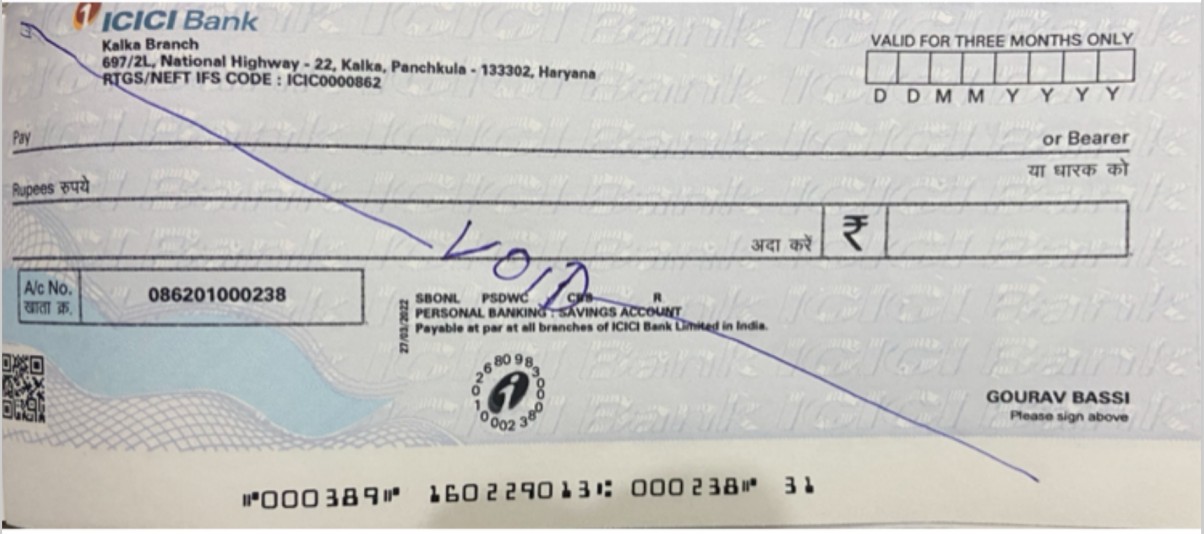 ICICI Bank
Kalka Branch
697/2L, National Highway - 22, Kalka, Panchkula - 133302, Haryana
RTGS/NEFT IFS CODE : ICIC0000862
VALID FOR THREE MONTHS ONLY
D D M M Y Y Y Y
Pay
or Bearer
या धारक को
Rupees रुपये
अदा करें ₹
VOID
A/c No.
खाता क्र.
086201000238
27/03/2022
SBONL PSDWC R
PERSONAL BANKING : SAVINGS ACCOUNT
Payable at par at all branches of ICICI Bank Limited in India.
GOURAV BASSI
Please sign above
⑈000389⑈ 160229013⑆ 000238⑈ 31